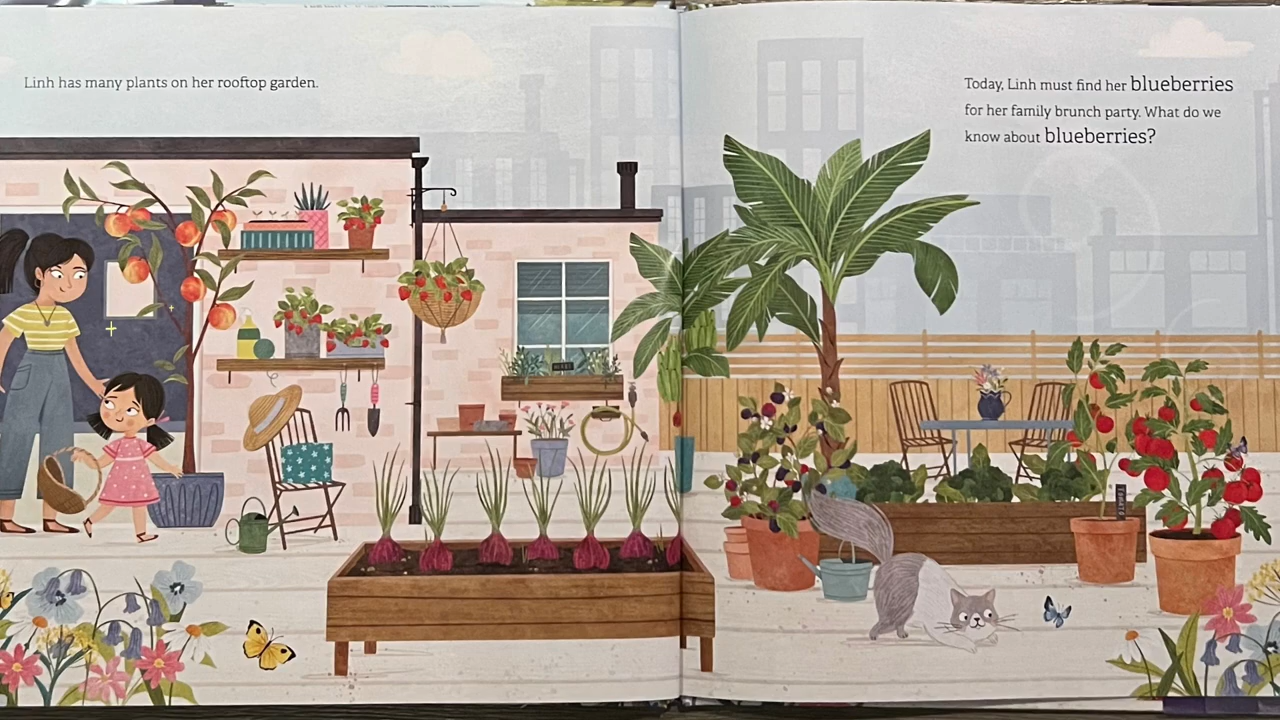 Linh has many plants on her rooftop garden.
Today, Linh must find her blueberries
for her family brunch party. What do we
know about blueberries?